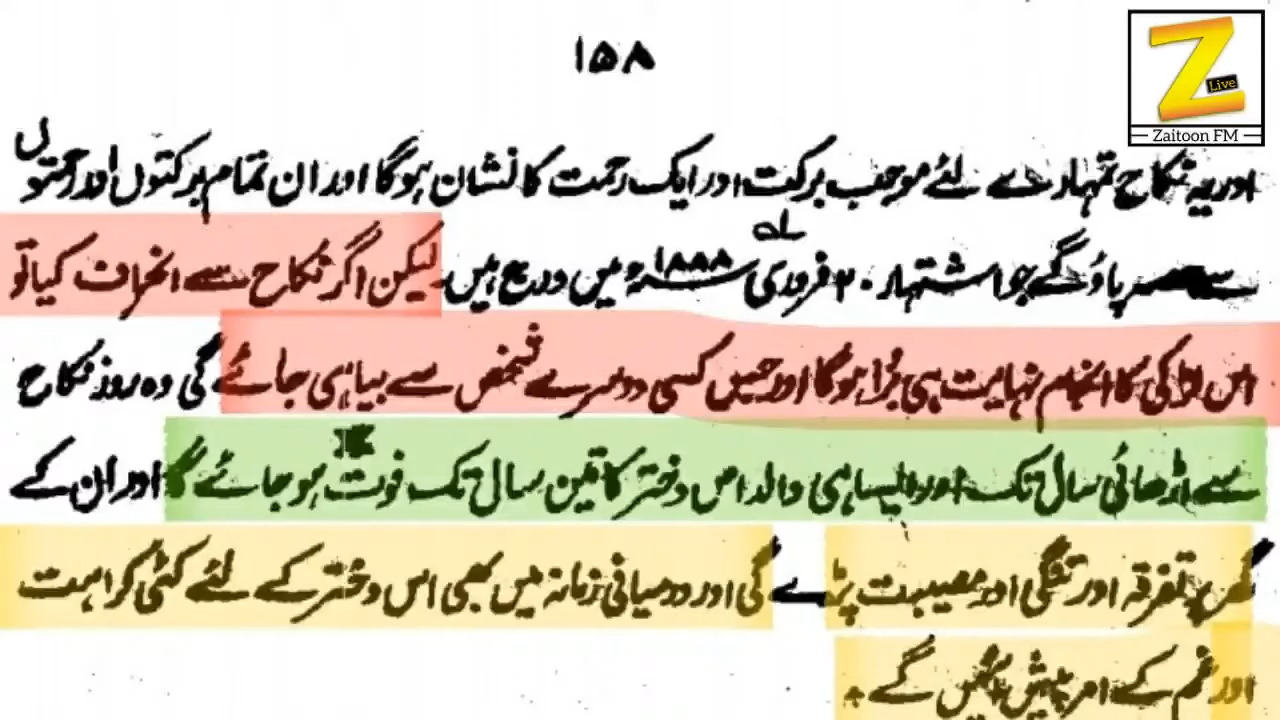 ۱۵۸
Z Live
Zaitoon FM
اور یہ نکاح تمہارے لئے موجب برکت اور ایک رحمت کا نشان ہوگا اور ان تمام برکتوں اور رحمتوں
سے حصہ پاؤ گے جو اشتہار ۲۰ فروری ۱۸۸۸ء میں درج ہیں لیکن اگر نکاح سے انحراف کیا تو
اس لڑکی کا انجام نہایت ہی برا ہوگا اور جس کسی دوسرے شخص سے بیاہی جائے گی وہ روز نکاح
سے اڑھائی سال تک اور ایسا ہی والد اس دختر کا تین سال تک فوت ہو جائے گا اور ان کے
گھر پر تفرقہ اور تنگی اور مصیبت پڑے گی اور درمیانی زمانہ میں بھی اس دختر کے لئے کئی کراہت
اور غم کے امر پیش آئیں گے ۔